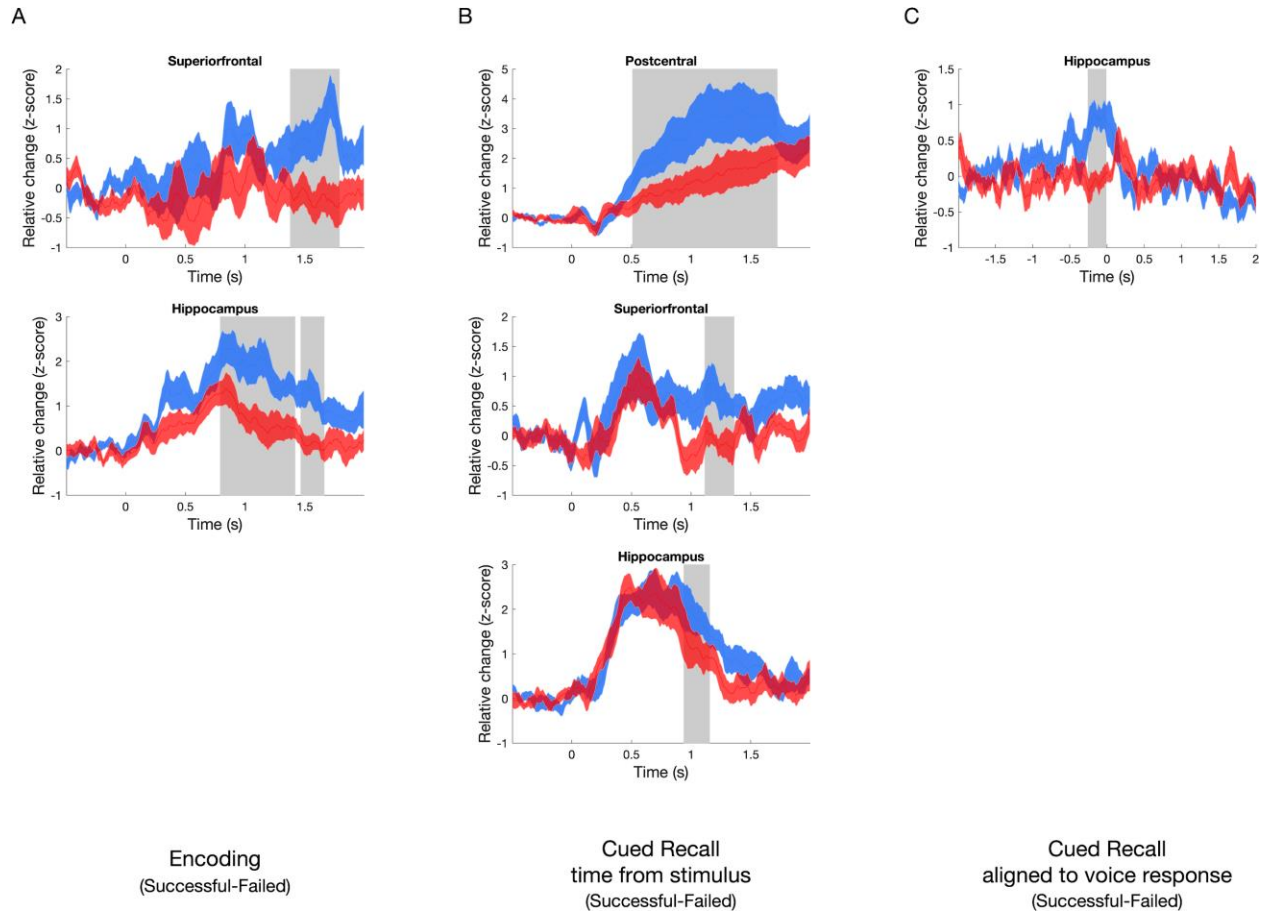 A
B
C
Superiorfrontal
Relative change (z-score)
2
1.5
1
0.5
0
-0.5
-1
0 0.5 1 1.5
Time (s)
Hippocampus
Relative change (z-score)
3
2
1
0
-1
0 0.5 1 1.5
Time (s)
Encoding
(Successful-Failed)
Postcentral
Relative change (z-score)
5
4
3
2
1
0
-1
0 0.5 1 1.5
Time (s)
Superiorfrontal
Relative change (z-score)
2
1.5
1
0.5
0
-0.5
-1
0 0.5 1 1.5
Time (s)
Hippocampus
Relative change (z-score)
3
2
1
0
-1
0 0.5 1 1.5
Time (s)
Cued Recall
time from stimulus
(Successful-Failed)
Hippocampus
Relative change (z-score)
1.5
1
0.5
0
-0.5
-1
-1.5 -1 -0.5 0 0.5 1 1.5 2
Time (s)
Cued Recall
aligned to voice response
(Successful-Failed)